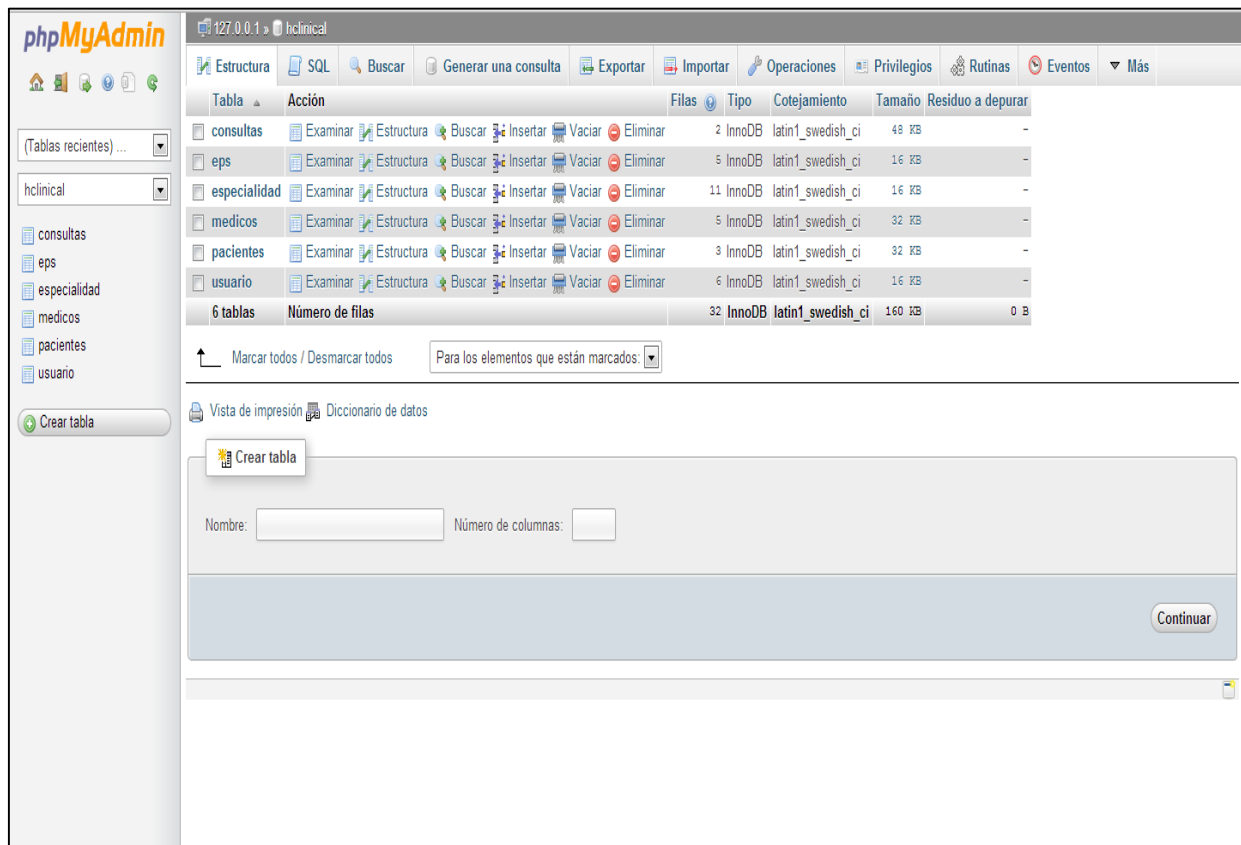 phpMyAdmin
(Tablas recientes) ...
hclinical
consultas
eps
especialidad
medicos
pacientes
usuario
Crear tabla
127.0.0.1 » hclinical
Estructura SQL Buscar Generar una consulta Exportar Importar Operaciones Privilegios Rutinas Eventos Más
Tabla Acción Filas Tipo Cotejamiento Tamaño Residuo a depurar
consultas Examinar Estructura Buscar Insertar Vaciar Eliminar 2 InnoDB latin1_swedish_ci 48 KB -
eps Examinar Estructura Buscar Insertar Vaciar Eliminar 5 InnoDB latin1_swedish_ci 16 KB -
especialidad Examinar Estructura Buscar Insertar Vaciar Eliminar 11 InnoDB latin1_swedish_ci 16 KB -
medicos Examinar Estructura Buscar Insertar Vaciar Eliminar 5 InnoDB latin1_swedish_ci 32 KB -
pacientes Examinar Estructura Buscar Insertar Vaciar Eliminar 3 InnoDB latin1_swedish_ci 32 KB -
usuario Examinar Estructura Buscar Insertar Vaciar Eliminar 6 InnoDB latin1_swedish_ci 16 KB -
6 tablas Número de filas 32 InnoDB latin1_swedish_ci 160 KB 0 B
Marcar todos / Desmarcar todos Para los elementos que están marcados:
Vista de impresión Diccionario de datos
Crear tabla
Nombre: Número de columnas:
Continuar